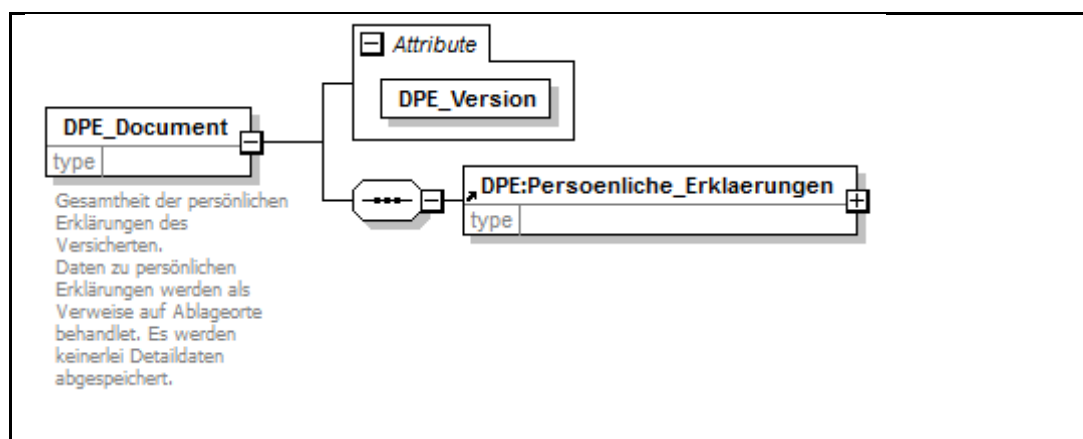 Attribute
DPE_Version
DPE_Document
type
Gesamtheit der persönlichen
Erklärungen des
Versicherten.
Daten zu persönlichen
Erklärungen werden als
Verweise auf Ablageorte
behandlet. Es werden
keinerlei Detaildaten
abgespeichert.
DPE:Persoenliche_Erklaerungen
type